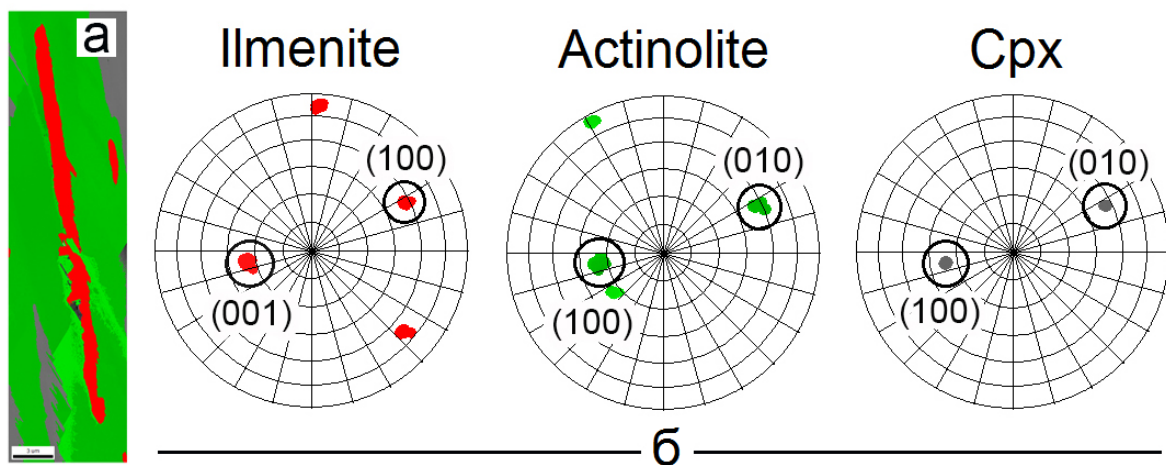 а
Ilmenite
Actinolite
Cpx
(100)
(001)
(010)
(100)
(010)
(100)
б